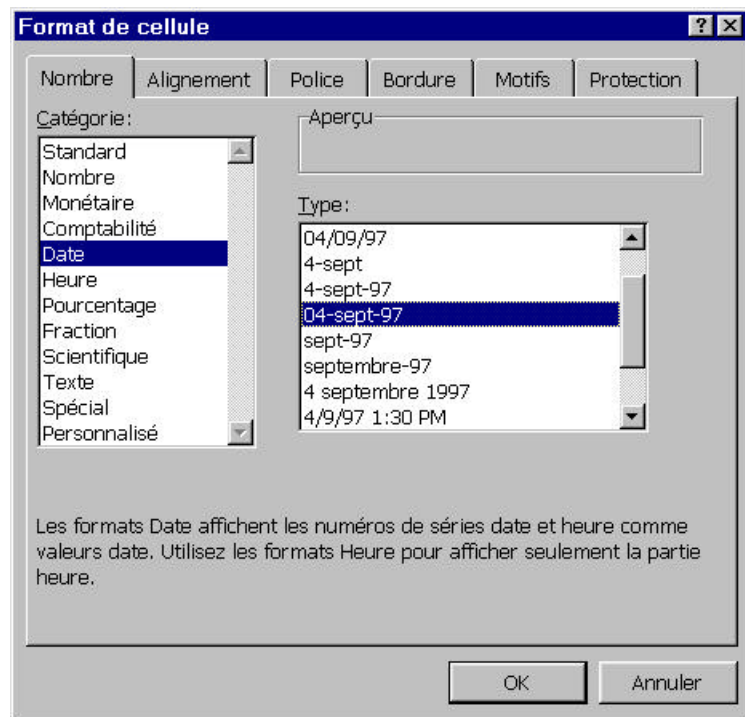 Format de cellule
Nombre
Alignement
Police
Bordure
Motifs
Protection
Catégorie:
Standard
Nombre
Monétaire
Comptabilité
Date
Heure
Pourcentage
Fraction
Scientifique
Texte
Spécial
Personnalisé
Aperçu
Type:
04/09/97
4-sept
4-sept-97
04-sept-97
sept-97
septembre-97
4 septembre 1997
4/9/97 1:30 PM
Les formats Date affichent les numéros de séries date et heure comme
valeurs date. Utilisez les formats Heure pour afficher seulement la partie
heure.
OK
Annuler